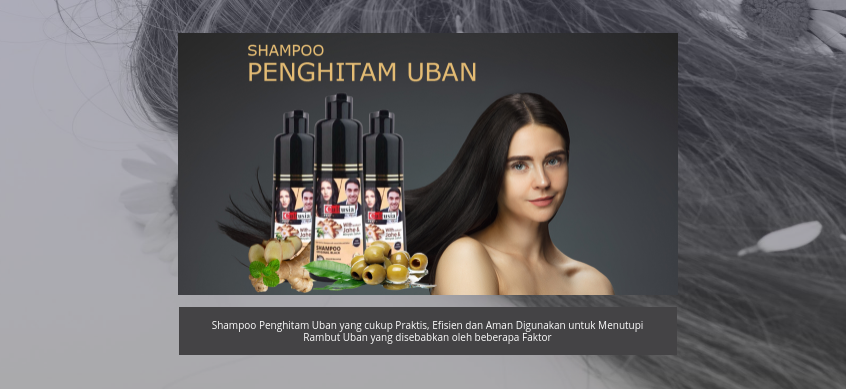 SHAMPOO
PENGHITAM UBAN
SHAMPOO
Shampoo Penghitam Uban yang cukup Praktis, Efisien dan Aman Digunakan untuk Menutupi
Rambut Uban yang disebabkan oleh beberapa Faktor